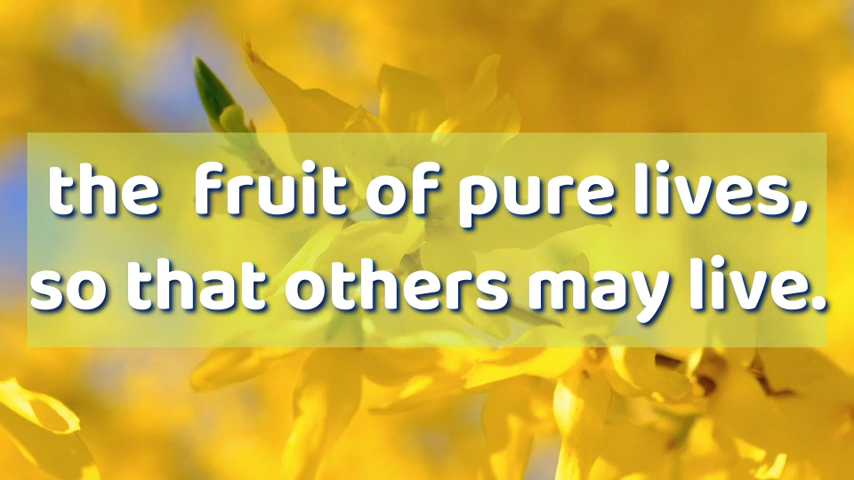 the  fruit of pure lives,
so that others may live.